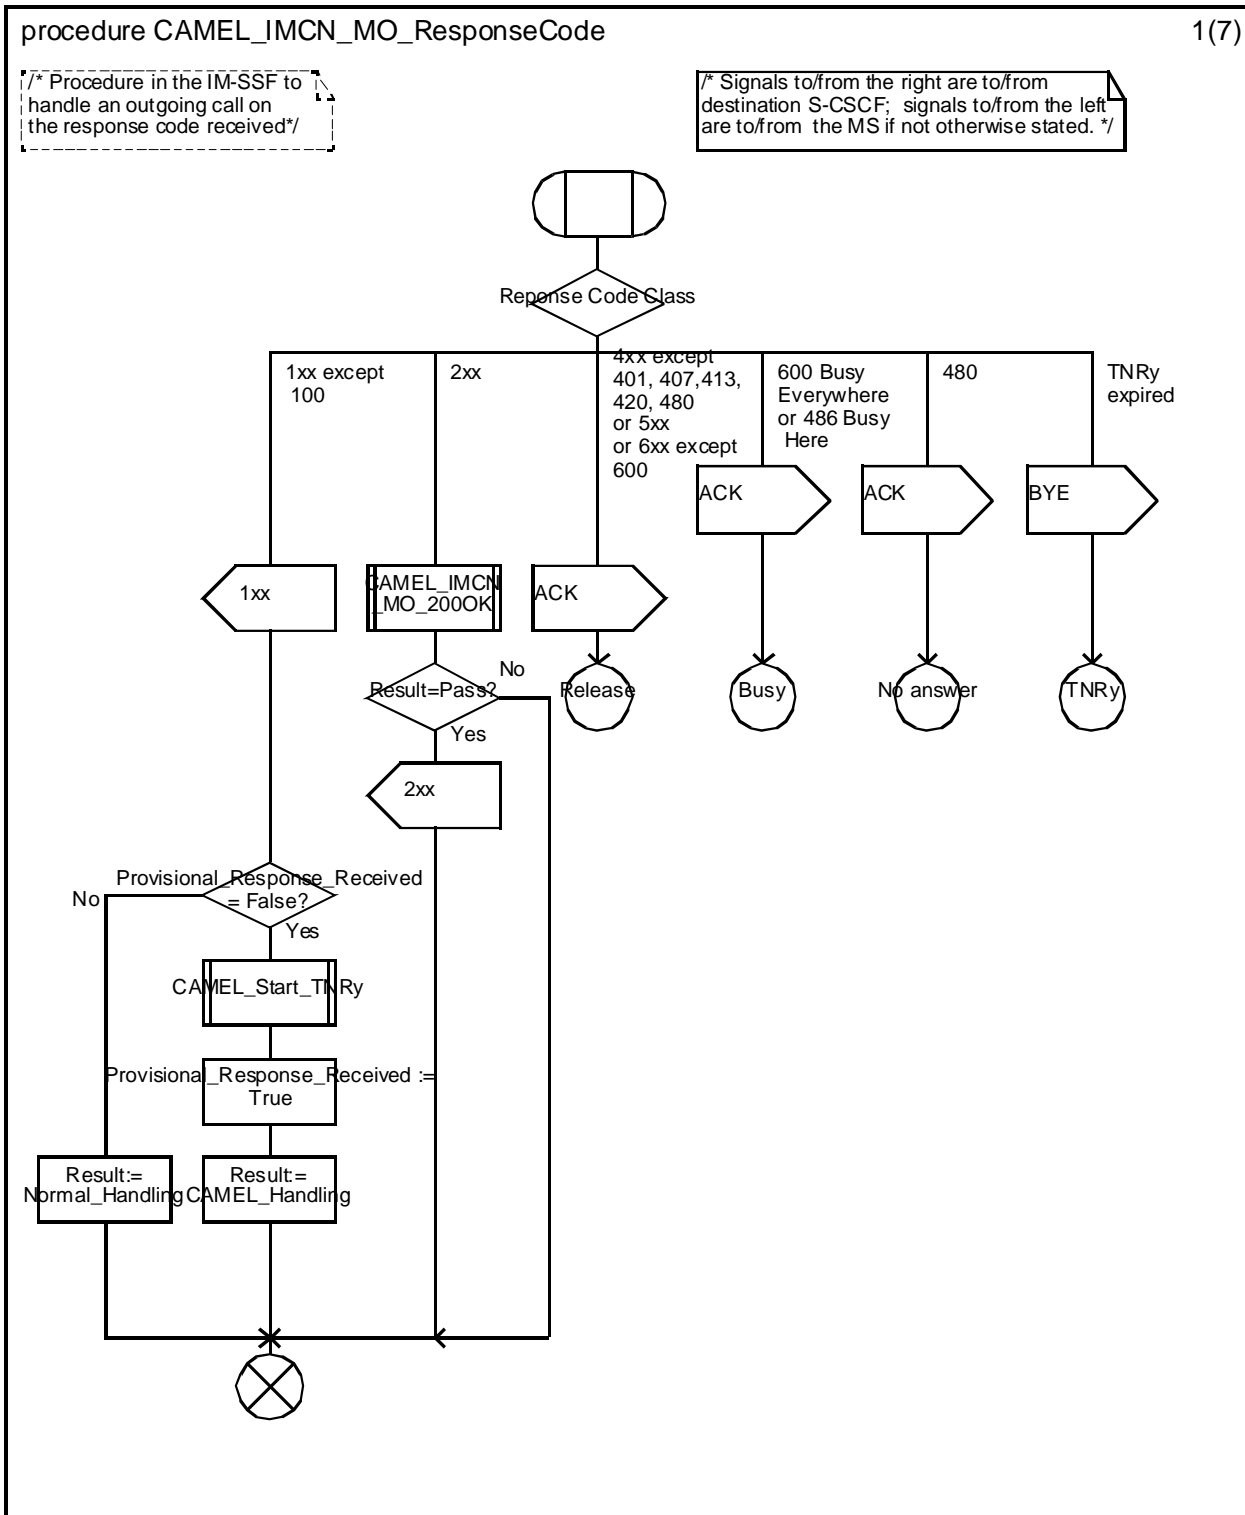 procedure CAMEL_IMCN_MO_ResponseCode
1(7)
/* Procedure in the IM-SSF to
handle an outgoing call on
the response code received*/
/* Signals to/from the right are to/from
destination S-CSCF; signals to/from the left
are to/from the MS if not otherwise stated. */
Reponse Code Class
1xx except
100
2xx
4xx except
401, 407,413,
420, 480
or 5xx
or 6xx except
600
600 Busy
Everywhere
or 486 Busy
Here
480
TNRy
expired
ACK
ACK
BYE
1xx
CAMEL_IMCN
_MO_200OK
ACK
Result=Pass?
No
Yes
Release
Busy
No answer
TNRy
2xx
Provisional_Response_Received
= False?
No
Yes
CAMEL_Start_TNRy
Provisional_Response_Received :=
True
Result:=
Normal_Handling
Result:=
CAMEL_Handling